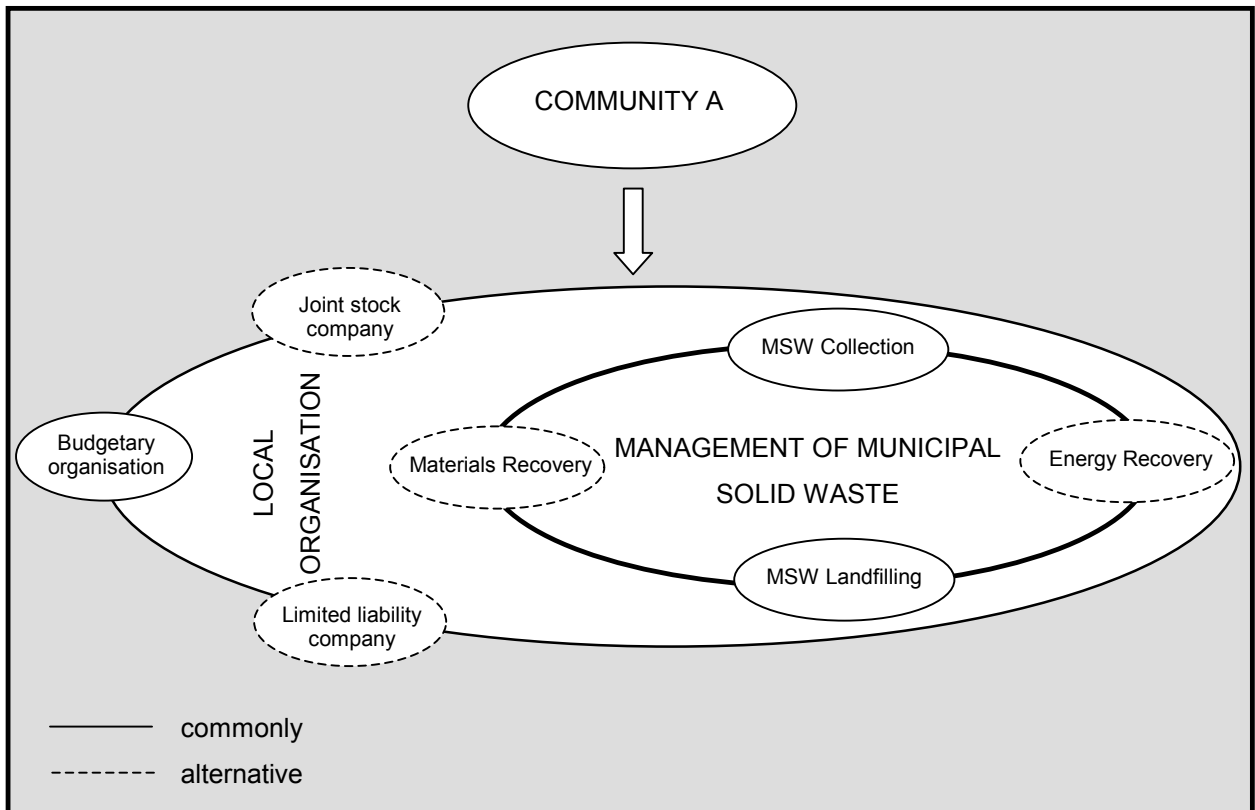 COMMUNITY A
Joint stock
company
MSW Collection
Budgetary
organisation
LOCAL
ORGANISATION
Materials Recovery
MANAGEMENT OF MUNICIPAL
SOLID WASTE
Energy Recovery
MSW Landfilling
Limited liability
company
commonly
alternative